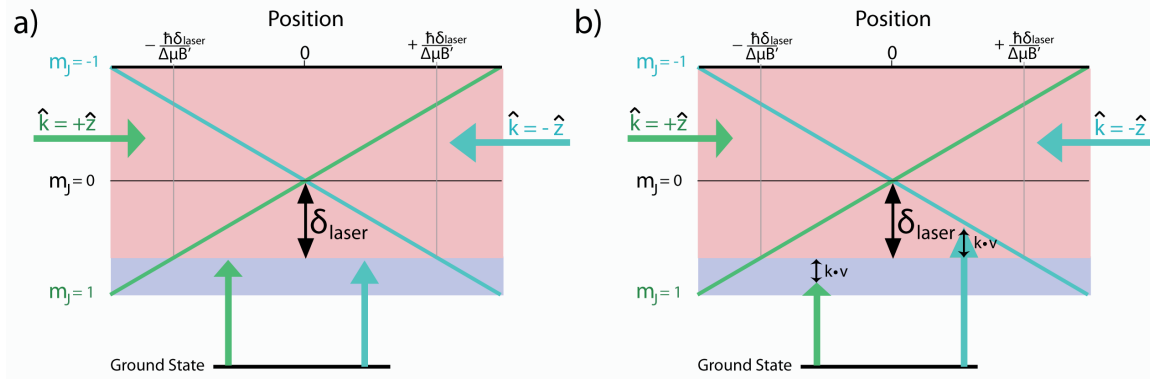 a)
Position
− ħδlaser / ΔμB′
0
+ ħδlaser / ΔμB′
mJ = -1
k̂ = +ẑ
k̂ = - ẑ
mJ = 0
δlaser
mJ = 1
Ground State
b)
Position
− ħδlaser / ΔμB′
0
+ ħδlaser / ΔμB′
mJ = -1
k̂ = +ẑ
k̂ = -ẑ
mJ = 0
δlaser
k•v
k•v
mJ = 1
Ground State